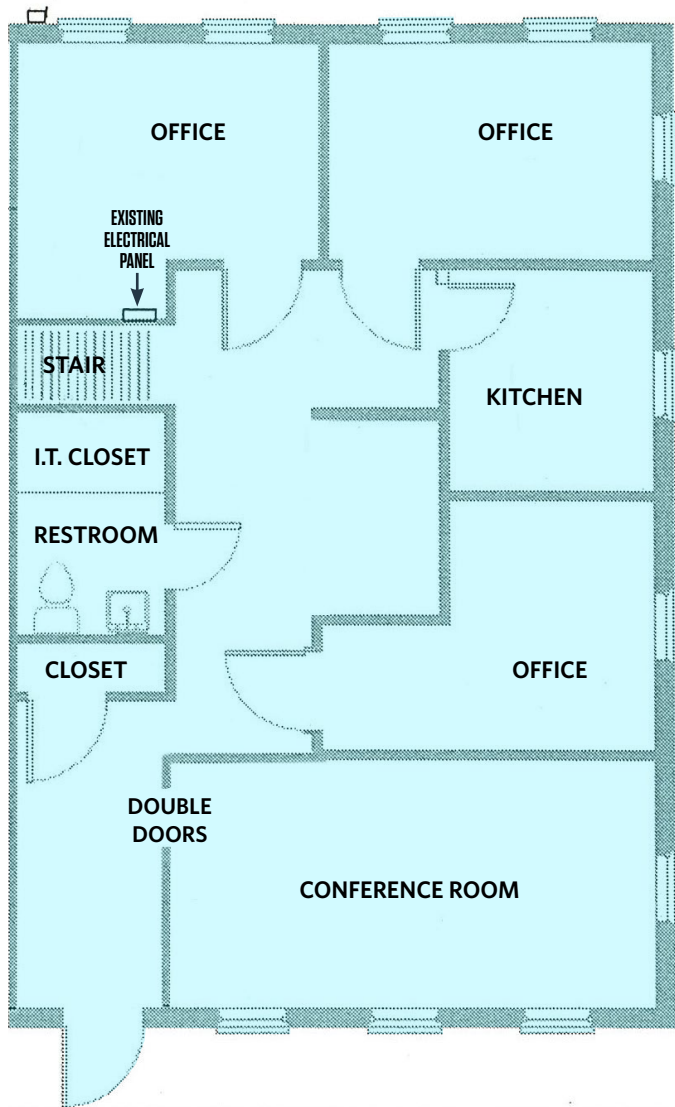 OFFICE
OFFICE
EXISTING
ELECTRICAL
PANEL
STAIR
KITCHEN
I.T. CLOSET
RESTROOM
CLOSET
OFFICE
DOUBLE
DOORS
CONFERENCE ROOM